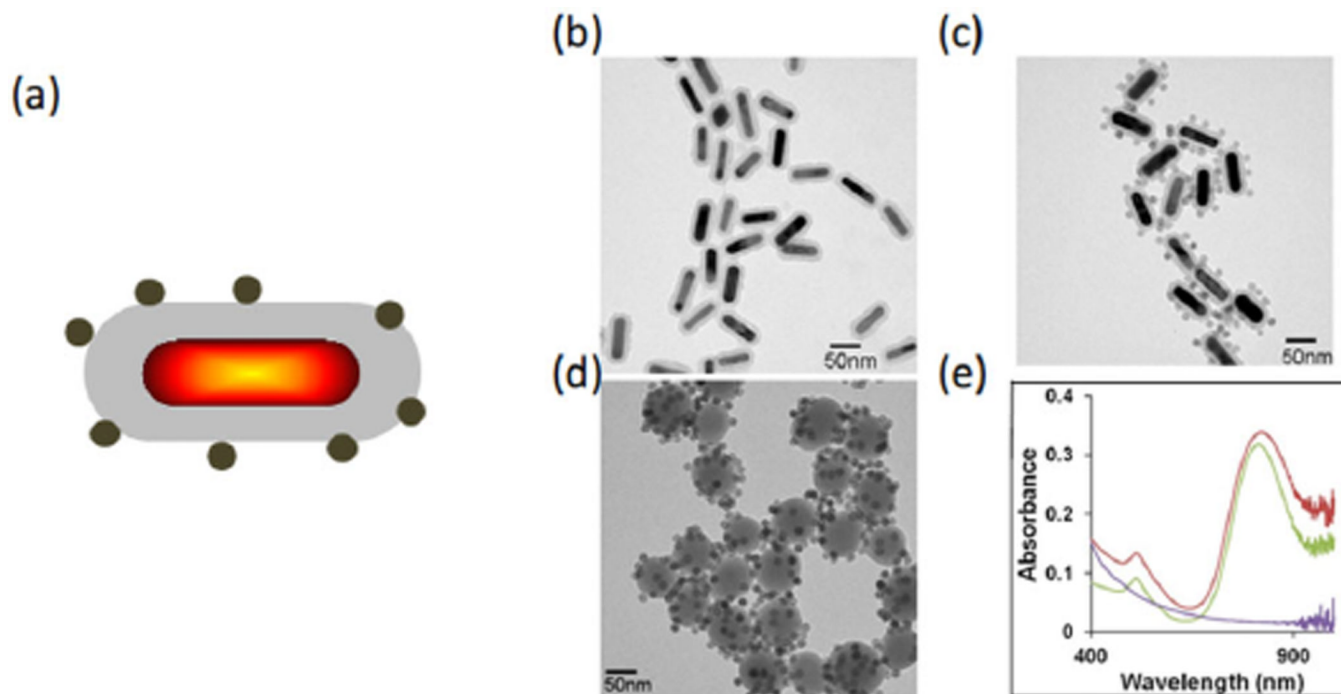 (a)
(b)
50nm
(c)
50nm
(d)
50nm
(e)
Absorbance
0.4
0.3
0.2
0.1
0
400
900
Wavelength (nm)